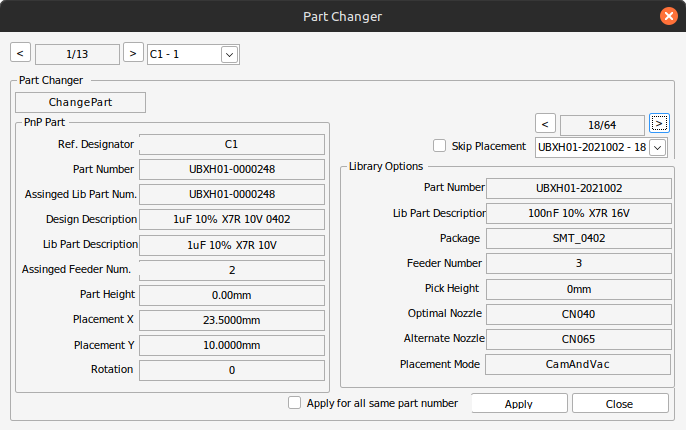 Part Changer
< 1/13 > C1 - 1
Part Changer
ChangePart
PnP Part
Ref. Designator C1
Part Number UBXH01-0000248
Assinged Lib Part Num. UBXH01-0000248
Design Description 1uF 10% X7R 10V 0402
Lib Part Description 1uF 10% X7R 10V
Assinged Feeder Num. 2
Part Height 0.00mm
Placement X 23.5000mm
Placement Y 10.0000mm
Rotation 0
< 18/64 >
Skip Placement UBXH01-2021002 - 18
Library Options
Part Number UBXH01-2021002
Lib Part Description 100nF 10% X7R 16V
Package SMT_0402
Feeder Number 3
Pick Height 0mm
Optimal Nozzle CN040
Alternate Nozzle CN065
Placement Mode CamAndVac
Apply for all same part number Apply Close